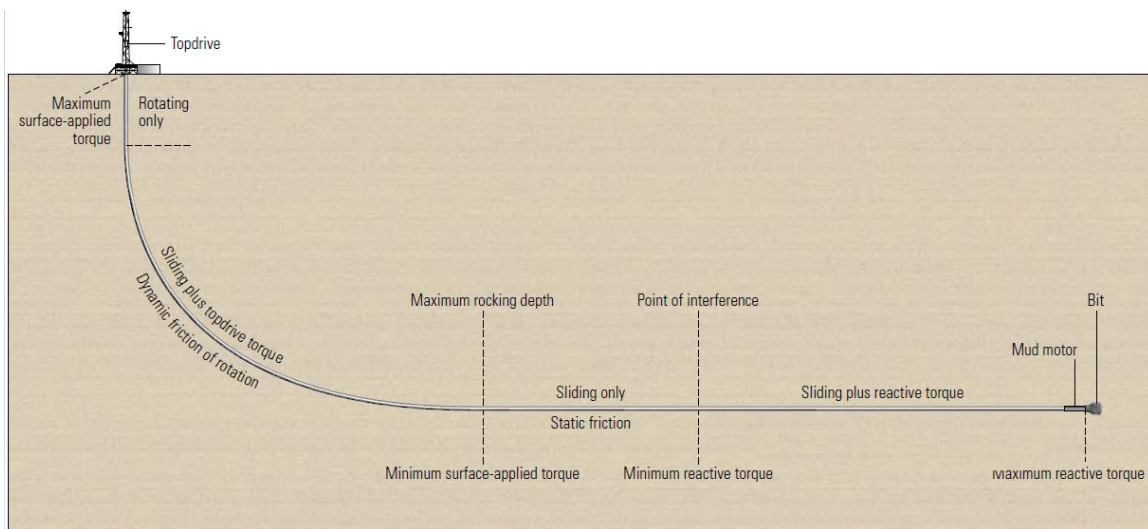 Topdrive
Maximum
surface-applied
torque
Rotating
only
Sliding plus topdrive torque
Dynamic friction of rotation
Maximum rocking depth
Point of interference
Bit
Mud motor
Sliding only
Sliding plus reactive torque
Static friction
Minimum surface-applied torque
Minimum reactive torque
Maximum reactive torque